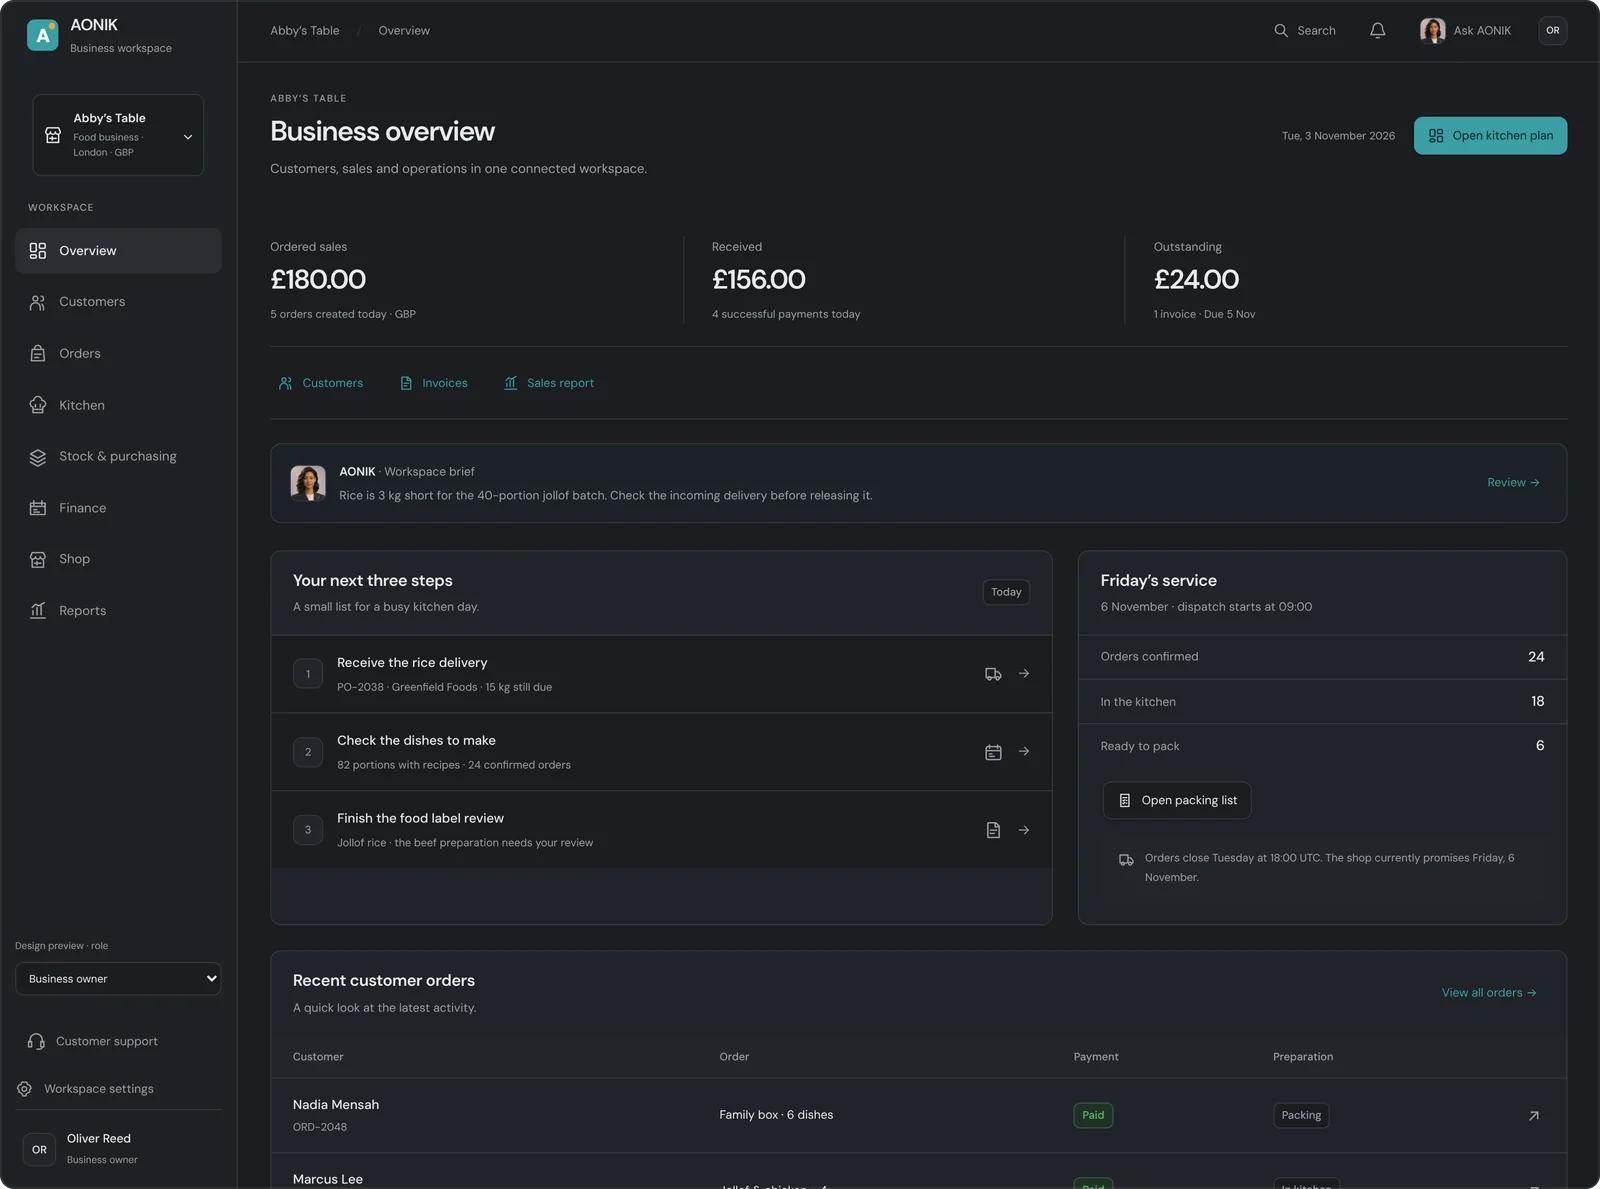 A
AONIK
Business workspace
Abby's Table
Food business ·
London · GBP
WORKSPACE
Overview
Customers
Orders
Kitchen
Stock & purchasing
Finance
Shop
Reports
Design preview · role
Business owner
Customer support
Workspace settings
OR
Oliver Reed
Business owner
Abby's Table / Overview
Search
Ask AONIK
OR
ABBY'S TABLE
Business overview
Customers, sales and operations in one connected workspace.
Tue, 3 November 2026
Open kitchen plan
Ordered sales
£180.00
5 orders created today · GBP
Received
£156.00
4 successful payments today
Outstanding
£24.00
1 invoice · Due 5 Nov
Customers
Invoices
Sales report
AONIK · Workspace brief
Rice is 3 kg short for the 40-portion jollof batch. Check the incoming delivery before releasing it.
Review →
Your next three steps
A small list for a busy kitchen day.
Today
1
Receive the rice delivery
PO-2038 · Greenfield Foods · 15 kg still due
2
Check the dishes to make
82 portions with recipes · 24 confirmed orders
3
Finish the food label review
Jollof rice · the beef preparation needs your review
Friday's service
6 November · dispatch starts at 09:00
Orders confirmed 24
In the kitchen 18
Ready to pack 6
Open packing list
Orders close Tuesday at 18:00 UTC. The shop currently promises Friday, 6
November.
Recent customer orders
A quick look at the latest activity.
View all orders →
Customer Order Payment Preparation
Nadia Mensah
ORD-2048
Family box · 6 dishes
Paid
Packing
Marcus Lee